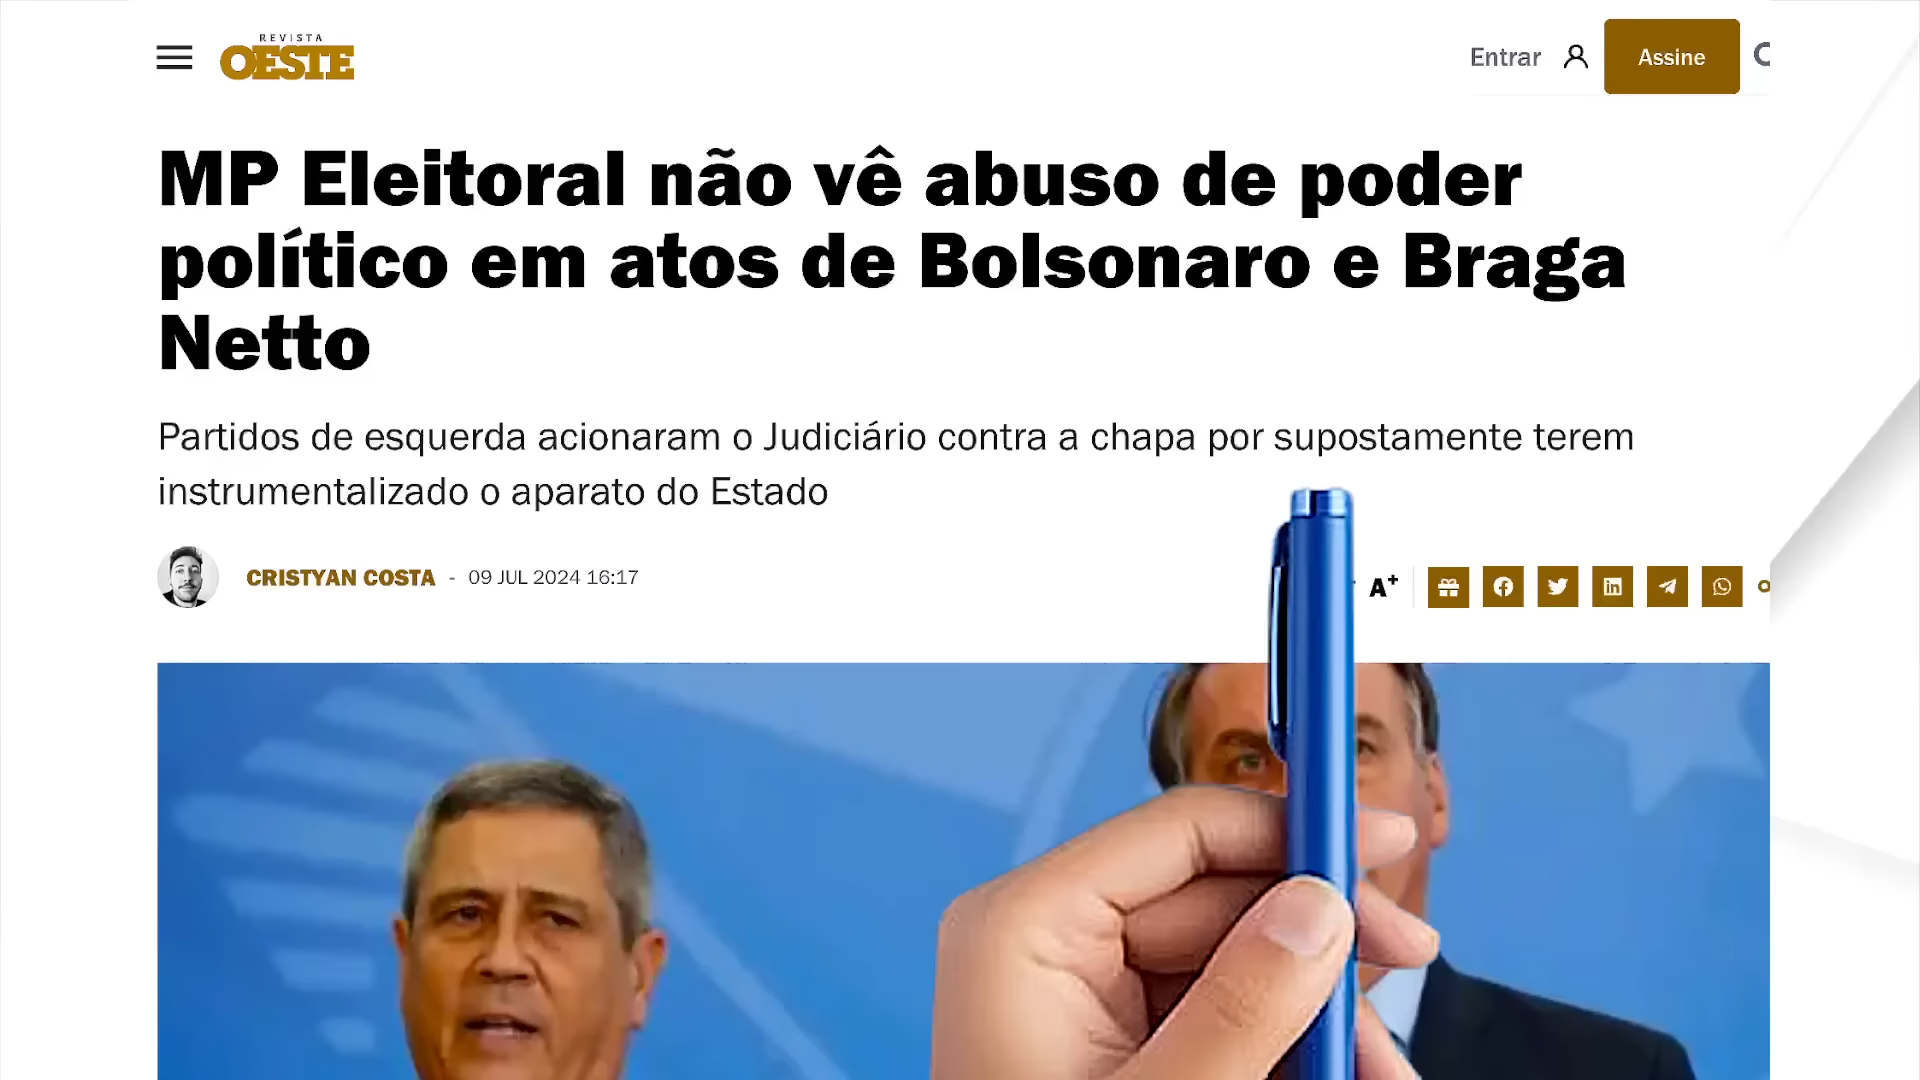 REVISTA
OESTE
Entrar
Assine
MP Eleitoral não vê abuso de poder
político em atos de Bolsonaro e Braga
Netto
Partidos de esquerda acionaram o Judiciário contra a chapa por supostamente terem
instrumentalizado o aparato do Estado
CRISTYAN COSTA - 09 JUL 2024 16:17
A+